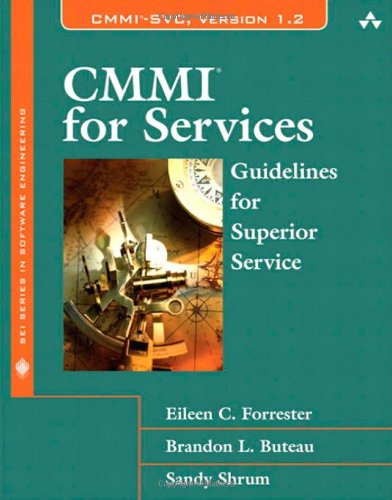 CMMI®-SVC, VERSION 1.2
CMMI®
for Services
Guidelines
for
Superior
Service
SEI SERIES IN SOFTWARE ENGINEERING
Eileen C. Forrester
Brandon L. Buteau
Sandy Shrum